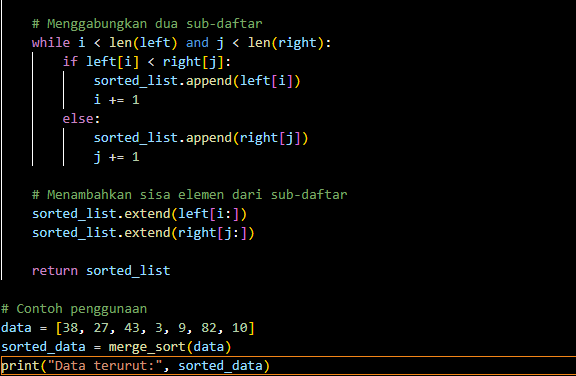 # Menggabungkan dua sub-daftar
while i < len(left) and j < len(right):
if left[i] < right[j]:
sorted_list.append(left[i])
i += 1
else:
sorted_list.append(right[j])
j += 1
# Menambahkan sisa elemen dari sub-daftar
sorted_list.extend(left[i:])
sorted_list.extend(right[j:])
return sorted_list
# Contoh penggunaan
data = [38, 27, 43, 3, 9, 82, 10]
sorted_data = merge_sort(data)
print("Data terurut:", sorted_data)